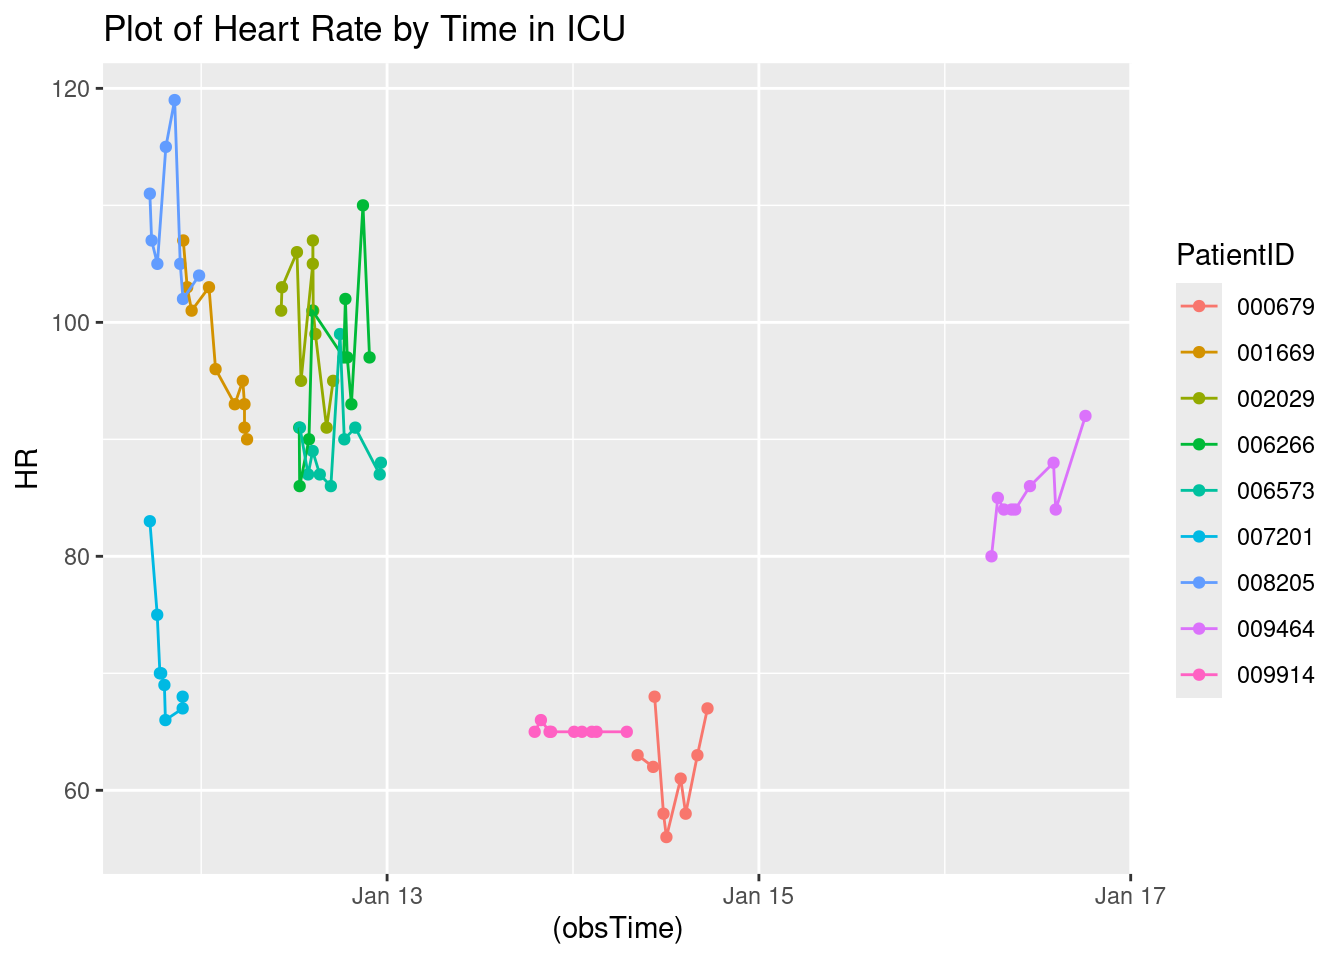 Plot of Heart Rate by Time in ICU
120
100
80
60
HR
Jan 13
Jan 15
Jan 17
(obsTime)
PatientID
000679
001669
002029
006266
006573
007201
008205
009464
009914